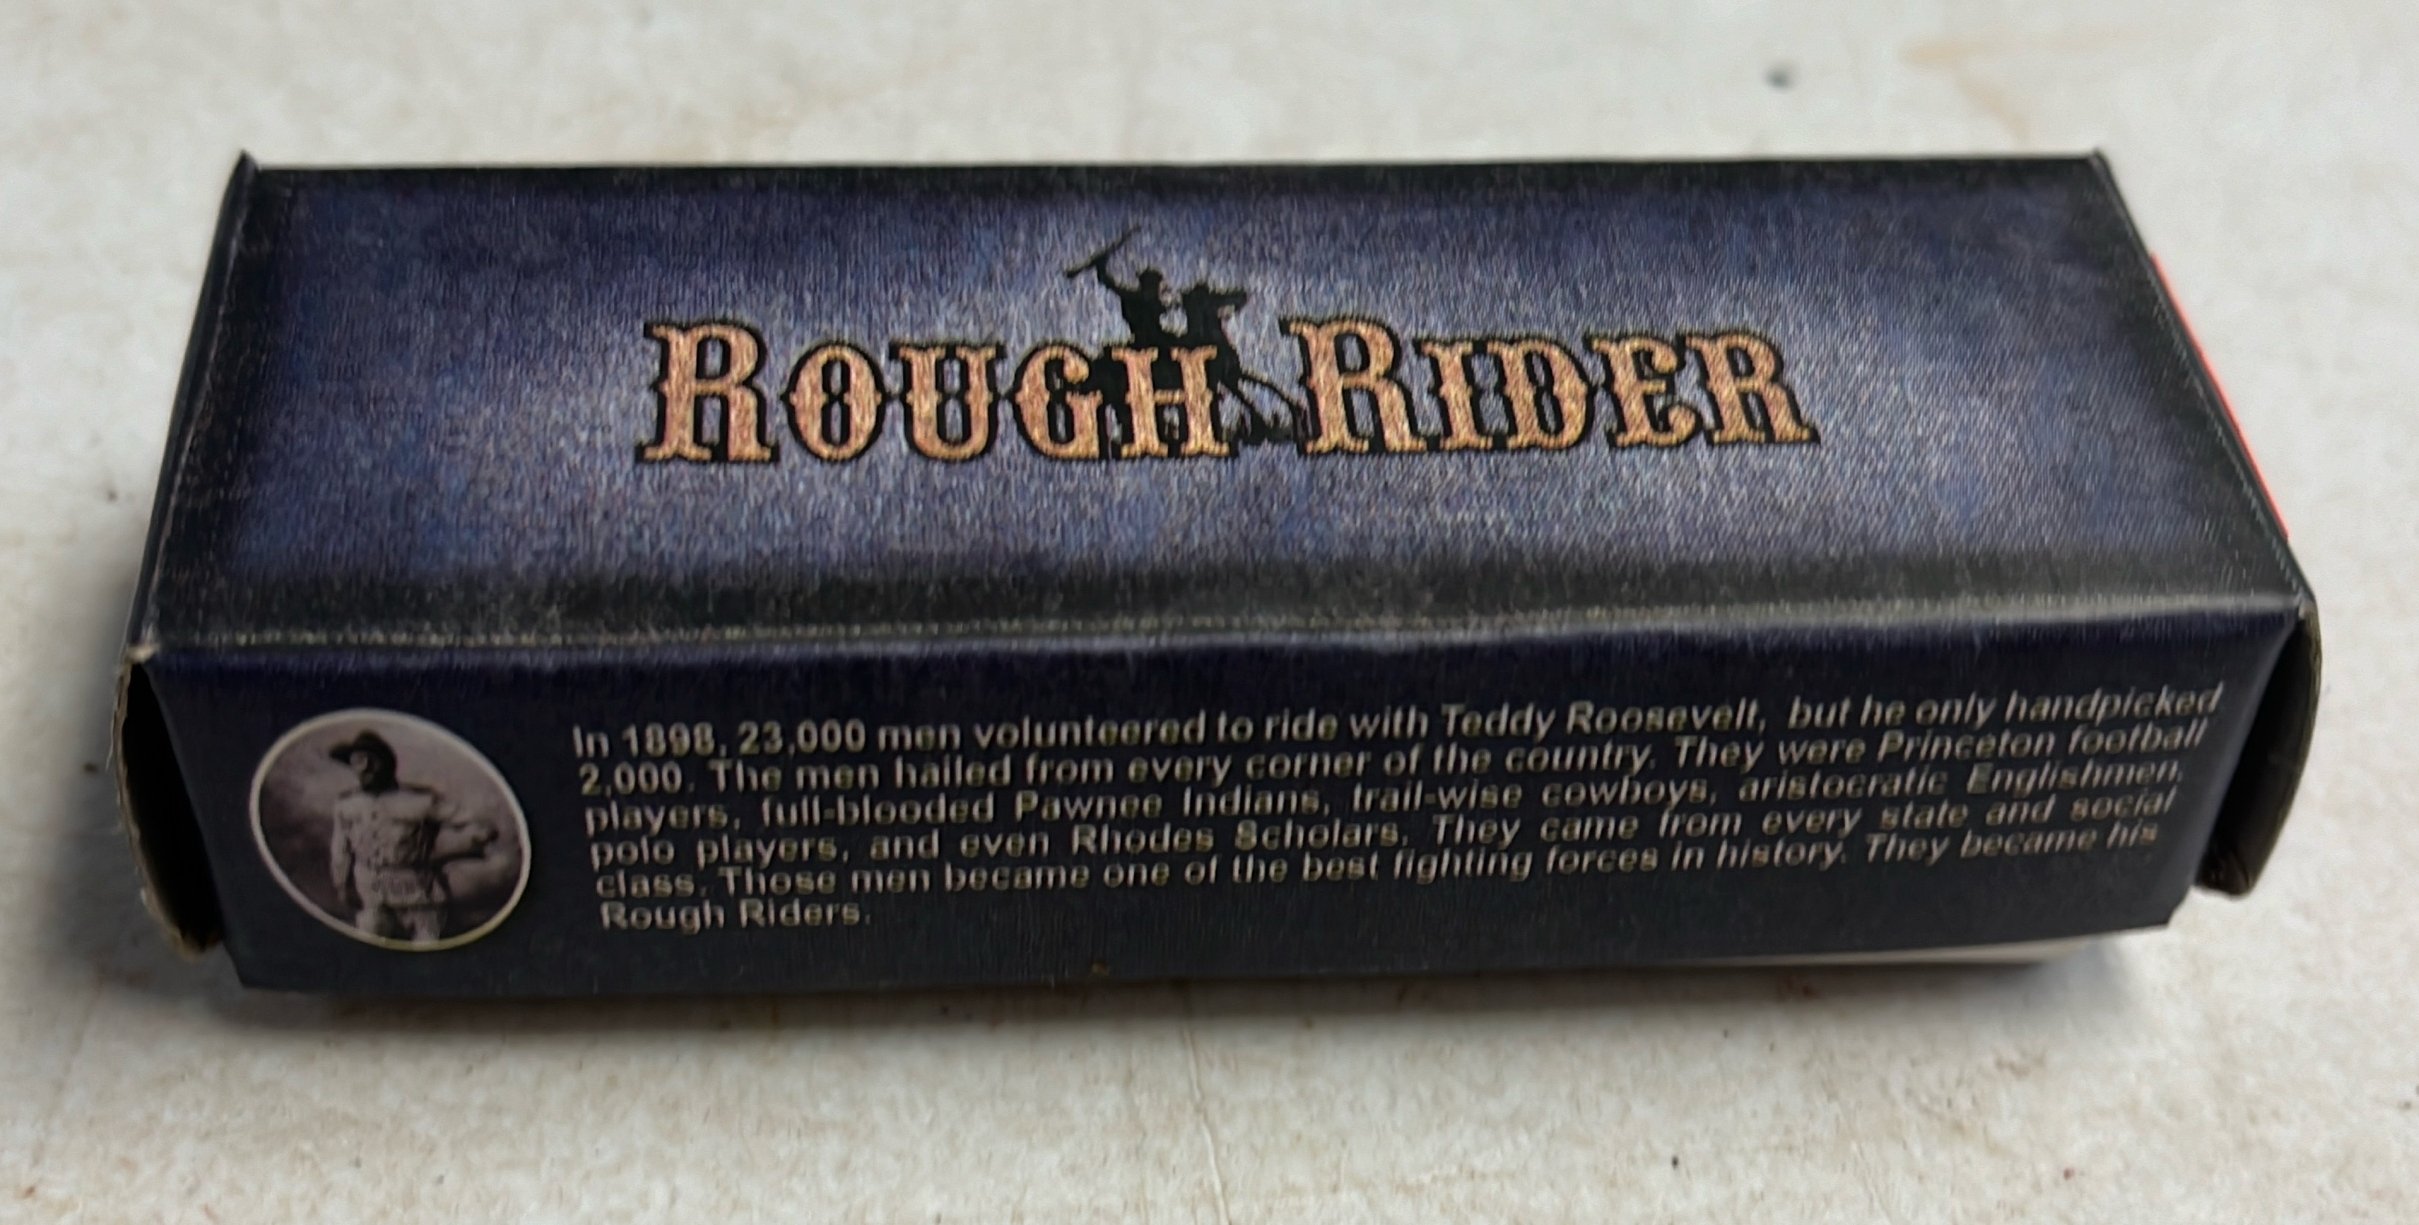 ROUGH RIDER
In 1898, 23,000 men volunteered to ride with Teddy Roosevelt, but he only handpicked
2,000. The men hailed from every corner of the country. They were Princeton football
players, full-blooded Pawnee Indians, trail-wise cowboys, aristocratic Englishmen,
polo players, and even Rhodes Scholars. They came from every state and social
class. Those men became one of the best fighting forces in history. They became his
Rough Riders.